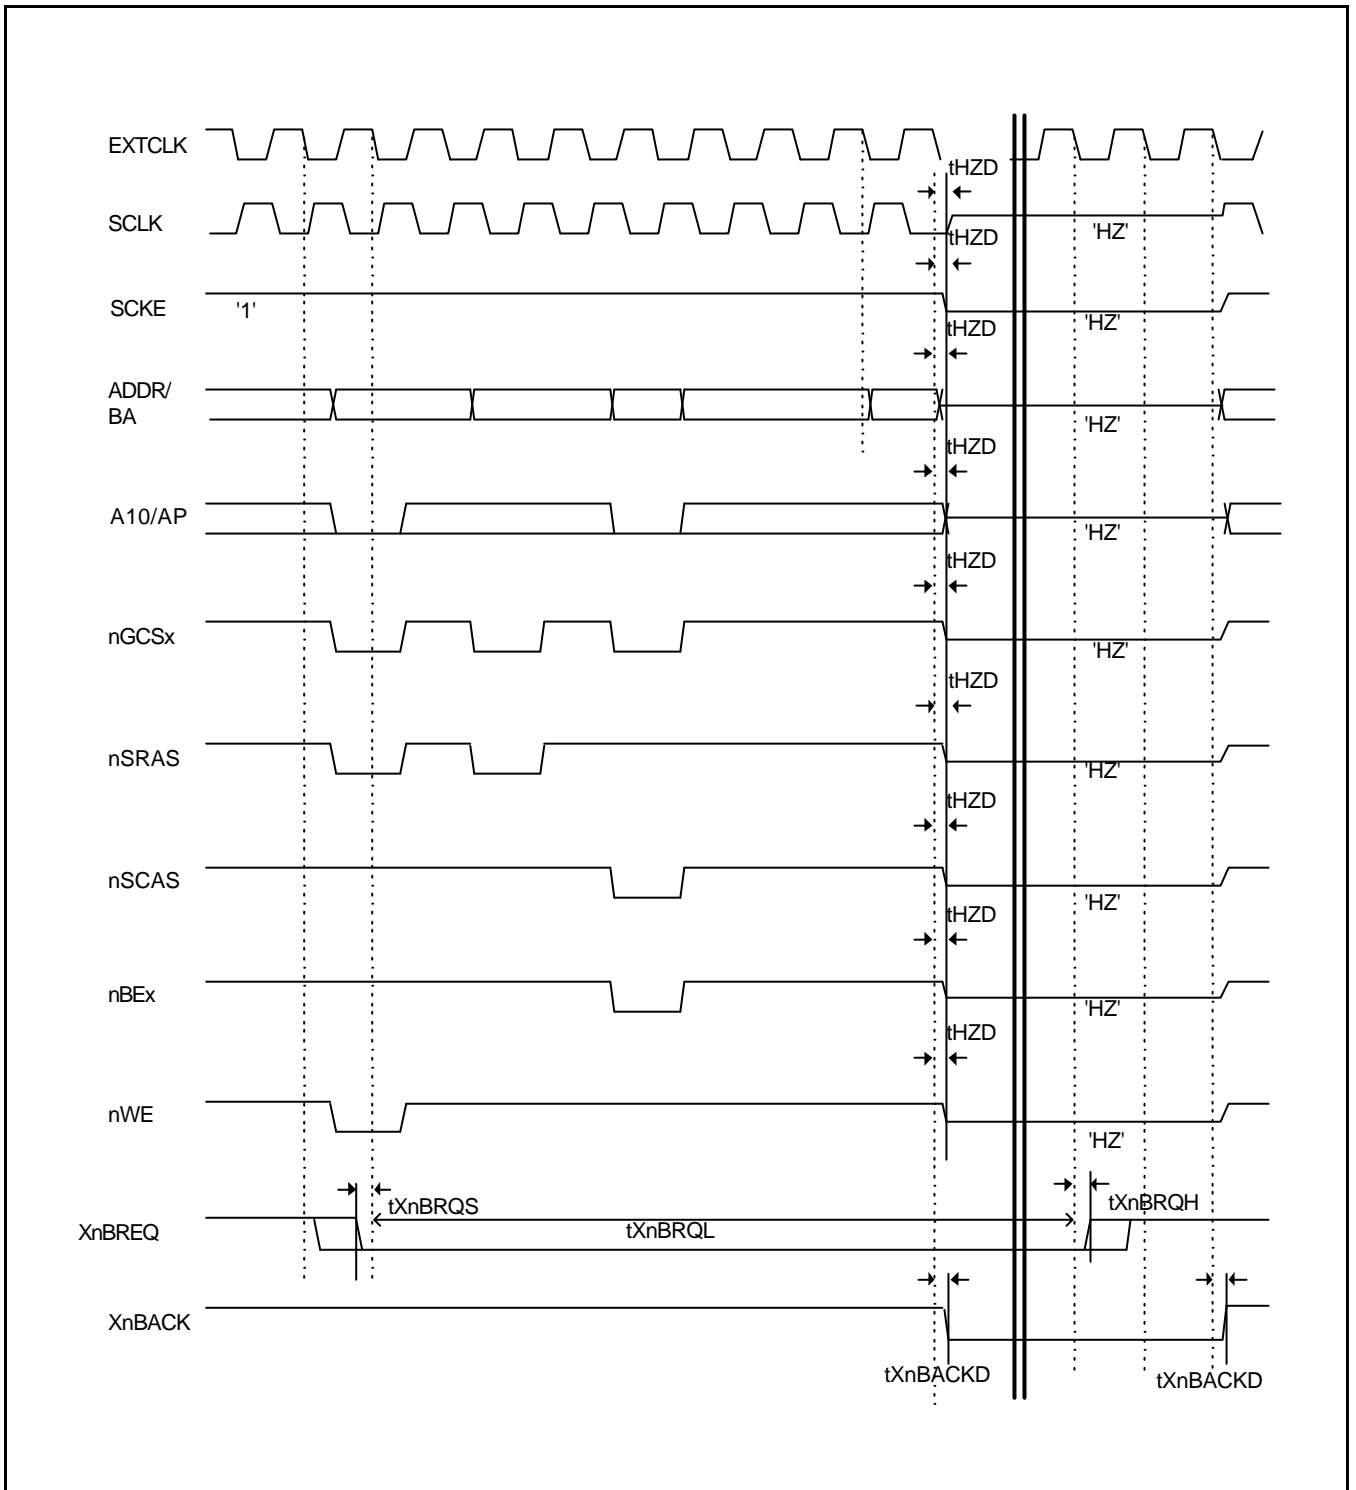 EXTCLK
tHZD
SCLK
'HZ'
tHZD
SCKE
'1'
'HZ'
tHZD
ADDR/
BA
'HZ'
tHZD
A10/AP
'HZ'
tHZD
nGCSx
'HZ'
tHZD
nSRAS
'HZ'
tHZD
nSCAS
'HZ'
tHZD
nBEx
'HZ'
tHZD
nWE
'HZ'
tXnBRQS
tXnBRQH
XnBREQ
tXnBRQL
XnBACK
tXnBACKD
tXnBACKD